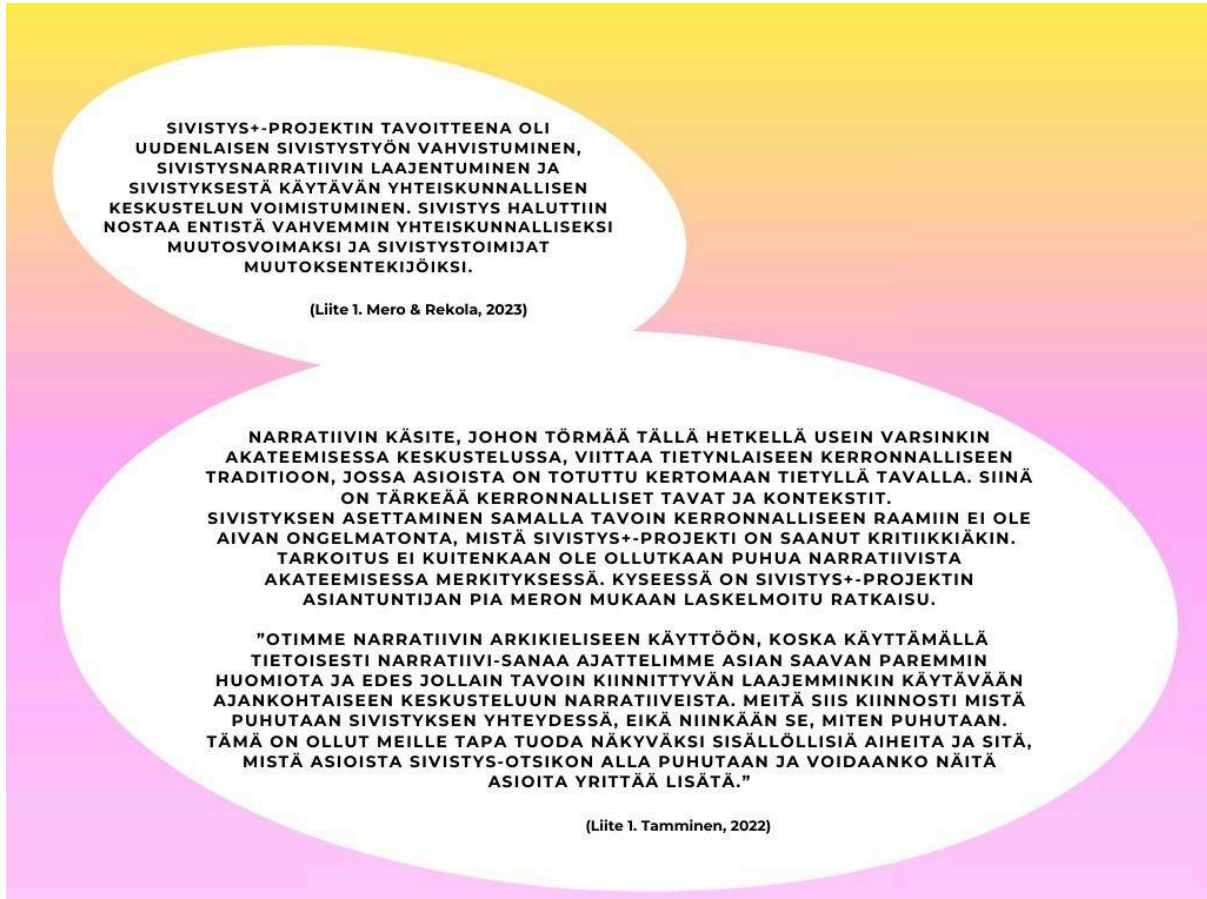 SIVISTYS+-PROJEKTIN TAVOITTEENA OLI
UUDENLAISEN SIVISTYSTYÖN VAHVISTUMINEN,
SIVISTYSNARRATIIVIN LAAJENTUMINEN JA
SIVISTYKSESTÄ KÄYTÄVÄN YHTEISKUNNALLISEN
KESKUSTELUN VOIMISTUMINEN. SIVISTYS HALUTTIIN
NOSTAA ENTISTÄ VAHVEMMIN YHTEISKUNNALLISEKSI
MUUTOSVOIMAKSI JA SIVISTYSTOIMIJAT
MUUTOKSENTEKIJÖIKSI.
(Liite 1. Mero & Rekola, 2023)
NARRATIIVIN KÄSITE, JOHON TÖRMÄÄ TÄLLÄ HETKELLÄ USEIN VARSINKIN
AKATEEMISESSA KESKUSTELUSSA, VIITTAA TIETYNLAISEEN KERRONNALLISEEN
TRADITIOON, JOSSA ASIOISTA ON TOTUTTU KERTOMAAN TIETYLLÄ TAVALLA. SIINÄ
ON TÄRKEÄÄ KERRONNALLISET TAVAT JA KONTEKSTIT.
SIVISTYKSEN ASETTAMINEN SAMALLA TAVOIN KERRONNALLISEEN RAAMIIN EI OLE
AIVAN ONGELMATONTA, MISTÄ SIVISTYS+-PROJEKTI ON SAANUT KRITIIKKIÄKIN.
TARKOITUS EI KUITENKAAN OLE OLLUTKAAN PUHUA NARRATIIVISTA
AKATEEMISESSA MERKITYKSESSÄ. KYSEESSÄ ON SIVISTYS+-PROJEKTIN
ASIANTUNTIJAN PIA MERON MUKAAN LASKELMOITU RATKAISU.
”OTIMME NARRATIIVIN ARKIKIELISEEN KÄYTTÖÖN, KOSKA KÄYTTÄMÄLLÄ
TIETOISESTI NARRATIIVI-SANAA AJATTELIMME ASIAN SAAVAN PAREMMIN
HUOMIOTA JA EDES JOLLAIN TAVOIN KIINNITTYVÄN LAAJEMMINKIN KÄYTÄVÄÄN
AJANKOHTAISEEN KESKUSTELUUN NARRATIIVEISTA. MEITÄ SIIS KIINNOSTI MISTÄ
PUHUTAAN SIVISTYKSEN YHTEYDESSÄ, EIKÄ NIINKÄÄN SE, MITEN PUHUTAAN.
TÄMÄ ON OLLUT MEILLE TAPA TUODA NÄKYVÄKSI SISÄLLÖLLISIÄ AIHEITA JA SITÄ,
MISTÄ ASIOISTA SIVISTYS-OTSIKON ALLA PUHUTAAN JA VOIDAANKO NÄITÄ
ASIOITA YRITTÄÄ LISÄTÄ.”
(Liite 1. Tamminen, 2022)